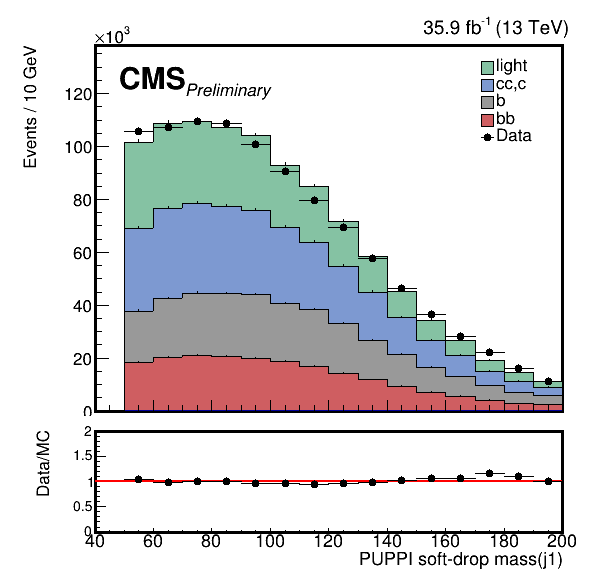 35.9 fb⁻¹ (13 TeV)
×10³
CMS Preliminary
light
cc,c
b
bb
Data
Events / 10 GeV
120
100
80
60
40
20
0
Data/MC
2
1.5
1
0.5
0
40 60 80 100 120 140 160 180 200
PUPPI soft-drop mass(j1)